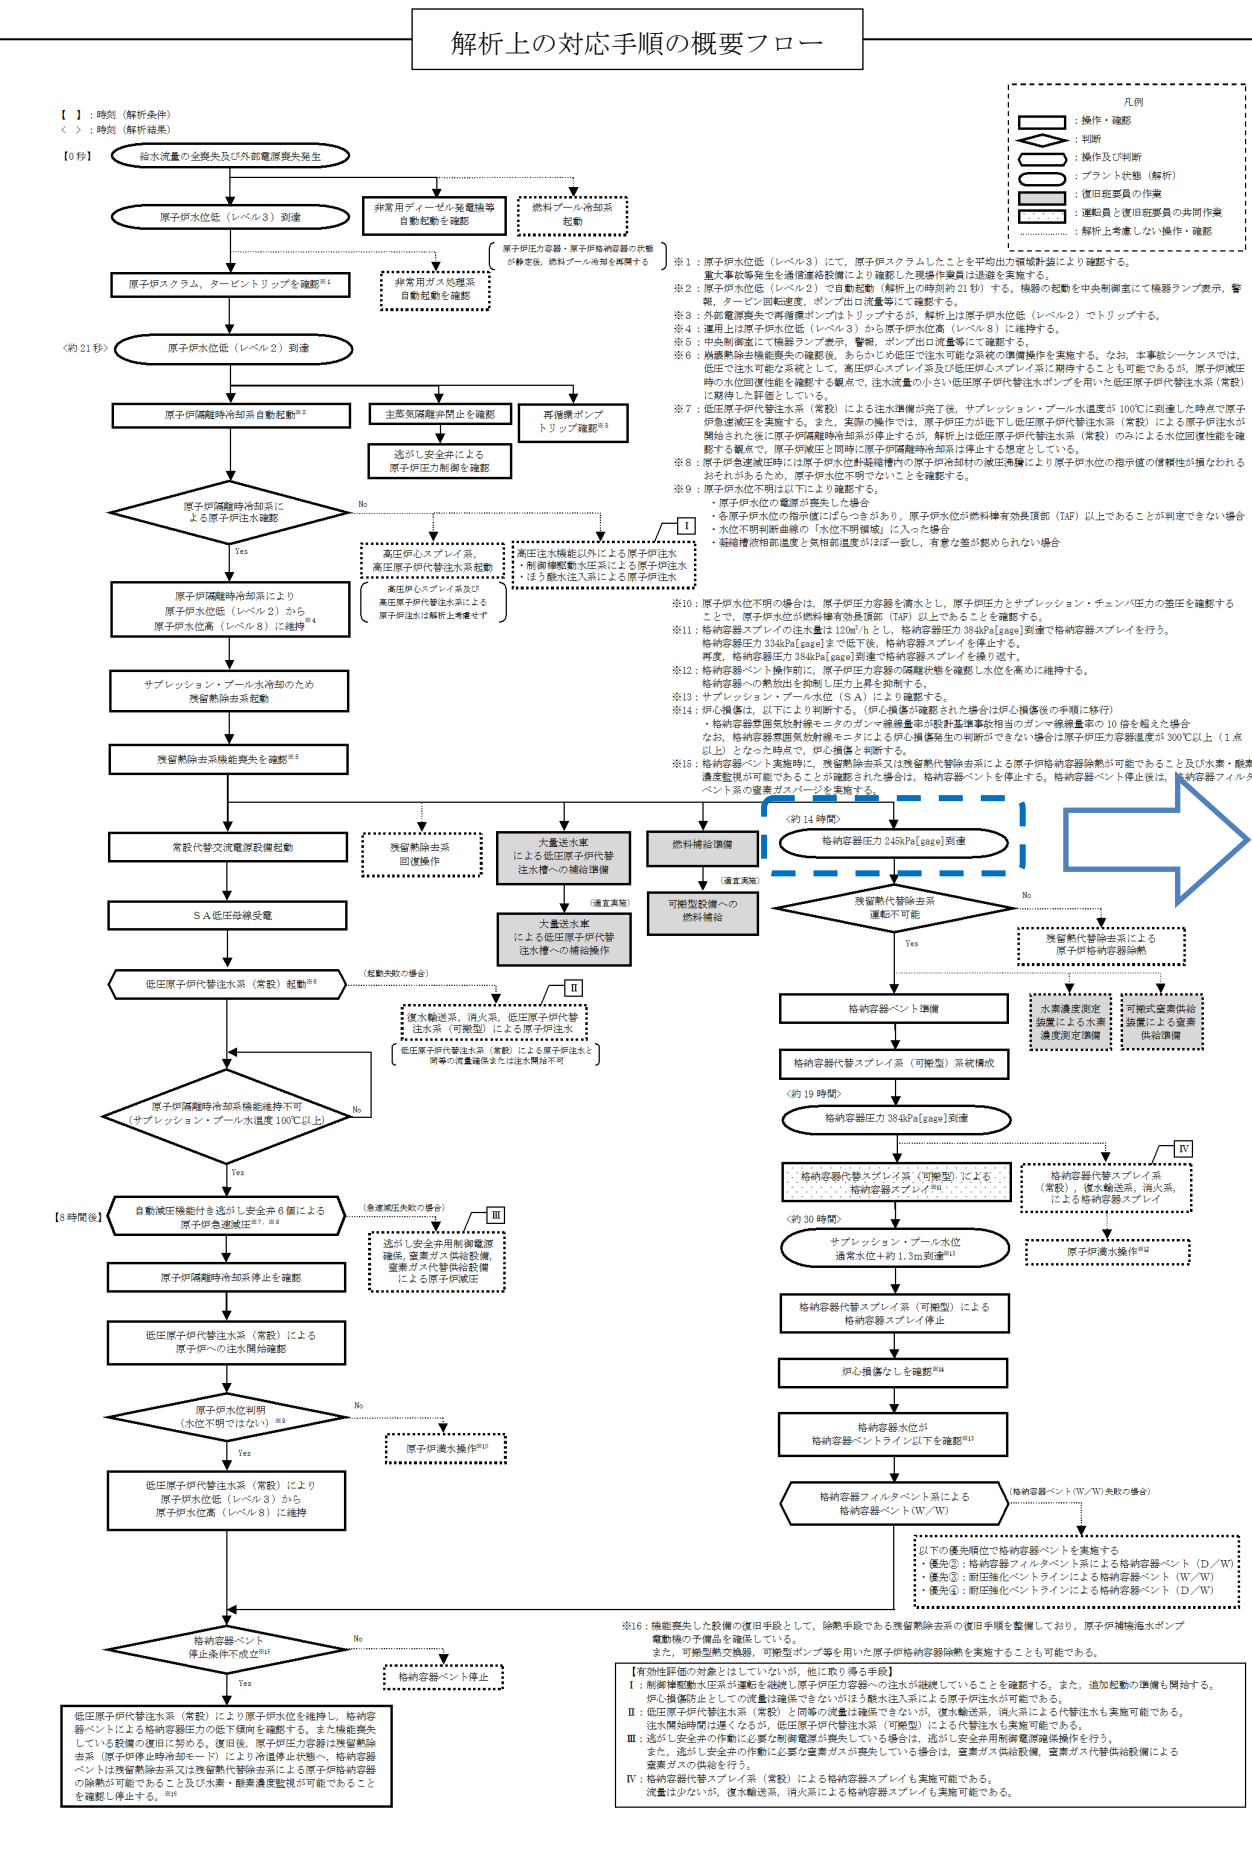 解析上の対応手順の概要フロー
【　】：時刻（解析条件）
＜　＞：時刻（解析結果）
凡例
：操作・確認
：判断
：操作及び判断
：プラント状態（解析）
：復旧班要員の作業
：運転員と復旧班要員の共同作業
：解析上考慮しない操作・確認
【0秒】
給水流量の全喪失及び外部電源喪失発生
原子炉水位低（レベル３）到達
非常用ディーゼル発電機等
自動起動を確認
燃料プール冷却系
起動
原子炉圧力容器・原子炉格納容器の状態
が静定後，燃料プール冷却を再開する
原子炉スクラム，タービントリップを確認※1
非常用ガス処理系
自動起動を確認
〈約21秒〉
原子炉水位低（レベル２）到達
原子炉隔離時冷却系自動起動※2
主蒸気隔離弁閉止を確認
再循環ポンプ
トリップ確認※3
逃がし安全弁による
原子炉圧力制御を確認
原子炉隔離時冷却系に
よる原子炉注水確認
No
Yes
高圧炉心スプレイ系，
高圧原子炉代替注水系起動
高圧炉心スプレイ系及び
高圧原子炉代替注水系による
原子炉注水は解析上考慮せず
Ⅰ
高圧注水機能以外による原子炉注水
・制御棒駆動水圧系による原子炉注水
・ほう酸水注入系による原子炉注水
原子炉隔離時冷却系により
原子炉水位低（レベル２）から
原子炉水位高（レベル８）に維持※4
サプレッション・プール水冷却のため
残留熱除去系起動
残留熱除去系機能喪失を確認※5
※１：原子炉水位低（レベル３）にて，原子炉スクラムしたことを平均出力領域計装により確認する。
重大事故等発生を通信連絡設備により確認した現場作業員は退避を実施する。
※２：原子炉水位低（レベル２）で自動起動（解析上の時刻約21秒）する。機器の起動を中央制御室にて機器ランプ表示，警
報，タービン回転速度，ポンプ出口流量等にて確認する。
※３：外部電源喪失で再循環ポンプはトリップするが，解析上は原子炉水位低（レベル２）でトリップする。
※４：運用上は原子炉水位低（レベル３）から原子炉水位高（レベル８）に維持する。
※５：中央制御室にて機器ランプ表示，警報，ポンプ出口流量等にて確認する。
※６：崩壊熱除去機能喪失の確認後，あらかじめ低圧で注水可能な系統の準備操作を実施する。なお，本事故シーケンスでは，
低圧で注水可能な系統として，高圧炉心スプレイ系及び低圧炉心スプレイ系に期待することも可能であるが，原子炉減圧
時の水位回復性能を確認する観点で，注水流量の小さい低圧原子炉代替注水ポンプを用いた低圧原子炉代替注水系（常設）
に期待した評価としている。
※７：低圧原子炉代替注水系（常設）による注水準備が完了後，サプレッション・プール水温度が100℃に到達した時点で原子
炉急速減圧を実施する。また，実際の操作では，原子炉圧力が低下し低圧原子炉代替注水系（常設）による原子炉注水が
開始された後に原子炉隔離時冷却系が停止するが，解析上は低圧原子炉代替注水系（常設）のみによる水位回復性能を確
認する観点で，原子炉減圧と同時に原子炉隔離時冷却系は停止する想定としている。
※８：原子炉急速減圧時には原子炉水位計凝縮槽内の原子炉冷却材の減圧沸騰により原子炉水位の指示値の信頼性が損なわれる
おそれがあるため，原子炉水位不明でないことを確認する。
※９：原子炉水位不明は以下により確認する。
・原子炉水位の電源が喪失した場合
・各原子炉水位の指示値にばらつきがあり，原子炉水位が燃料棒有効長頂部（TAF）以上であることが判定できない場合
・水位不明判断曲線の「水位不明領域」に入った場合
・凝縮槽液相部温度と気相部温度がほぼ一致し，有意な差が認められない場合
※10：原子炉水位不明の場合は，原子炉圧力容器を満水とし，原子炉圧力とサプレッション・チェンバ圧力の差圧を確認する
ことで，原子炉水位が燃料棒有効長頂部（TAF）以上であることを確認する。
※11：格納容器スプレイの注水量は120m³/hとし，格納容器圧力384kPa[gage]到達で格納容器スプレイを行う。
格納容器圧力334kPa[gage]まで低下後，格納容器スプレイを停止する。
再度，格納容器圧力384kPa[gage]到達で格納容器スプレイを繰り返す。
※12：格納容器ベント操作前に，原子炉圧力容器の隔離状態を確認し水位を高めに維持する。
格納容器への熱放出を抑制し圧力上昇を抑制する。
※13：サプレッション・プール水位（ＳＡ）により確認する。
※14：炉心損傷は，以下により判断する。（炉心損傷が確認された場合は炉心損傷後の手順に移行）
・格納容器雰囲気放射線モニタのガンマ線線量率が設計基準事故相当のガンマ線線量率の10倍を超えた場合
なお，格納容器雰囲気放射線モニタによる炉心損傷発生の判断ができない場合は原子炉圧力容器温度が300℃以上（１点
以上）となった時点で，炉心損傷と判断する。
※15：格納容器ベント実施時に，残留熱除去系又は残留熱代替除去系による原子炉格納容器除熱が可能であること及び水素・酸素
濃度監視が可能であることが確認された場合は，格納容器ベントを停止する。格納容器ベント停止後は，格納容器フィルタ
ベント系の窒素ガスパージを実施する。
常設代替交流電源設備起動
残留熱除去系
回復操作
大量送水車
による低圧原子炉代替
注水槽への補給準備
燃料補給準備
〈約14時間〉
格納容器圧力245kPa[gage]到達
（適宜実施）
大量送水車
による低圧原子炉代替
注水槽への補給操作
（適宜実施）
可搬型設備への
燃料補給
残留熱代替除去系
運転不可能
No
Yes
残留熱代替除去系による
原子炉格納容器除熱
ＳＡ低圧母線受電
低圧原子炉代替注水系（常設）起動※6
（起動失敗の場合）
Ⅱ
復水輸送系，消火系，低圧原子炉代替
注水系（可搬型）による原子炉注水
低圧原子炉代替注水系（常設）による原子炉注水と
同等の流量確保または注水開始不可
格納容器ベント準備
水素濃度測定
装置による水素
濃度測定準備
可搬式窒素供給
装置による窒素
供給準備
格納容器代替スプレイ系（可搬型）系統構成
〈約19時間〉
格納容器圧力384kPa[gage]到達
原子炉隔離時冷却系機能維持不可
（サプレッション・プール水温度100℃以上）
No
Yes
格納容器代替スプレイ系（可搬型）による
格納容器スプレイ※11
Ⅳ
格納容器代替スプレイ系
（常設），復水輸送系，消火系，
による格納容器スプレイ
原子炉満水操作※12
【8時間後】
自動減圧機能付き逃がし安全弁６個による
原子炉急速減圧※7，※8
（急速減圧失敗の場合）
Ⅲ
逃がし安全弁用制御電源
確保，窒素ガス供給設備，
窒素ガス代替供給設備
による原子炉減圧
〈約30時間〉
サプレッション・プール水位
通常水位＋約1.3ｍ到達※13
原子炉隔離時冷却系停止を確認
格納容器代替スプレイ系（可搬型）による
格納容器スプレイ停止
低圧原子炉代替注水系（常設）による
原子炉への注水開始確認
炉心損傷なしを確認※14
原子炉水位判明
（水位不明ではない）※9
No
Yes
原子炉満水操作※10
格納容器水位が
格納容器ベントライン以下を確認※13
低圧原子炉代替注水系（常設）により
原子炉水位低（レベル３）から
原子炉水位高（レベル８）に維持
格納容器フィルタベント系による
格納容器ベント(Ｗ／Ｗ)
（格納容器ベント(Ｗ／Ｗ)失敗の場合）
以下の優先順位で格納容器ベントを実施する
・優先②：格納容器フィルタベント系による格納容器ベント（Ｄ／Ｗ）
・優先③：耐圧強化ベントラインによる格納容器ベント（Ｗ／Ｗ）
・優先④：耐圧強化ベントラインによる格納容器ベント（Ｄ／Ｗ）
格納容器ベント
停止条件不成立※15
No
Yes
格納容器ベント停止
低圧原子炉代替注水系（常設）により原子炉水位を維持し，格納容
器ベントによる格納容器圧力の低下傾向を確認する。また機能喪失
している設備の復旧に努める。復旧後，原子炉圧力容器は残留熱除
去系（原子炉停止時冷却モード）により冷温停止状態へ，格納容器
ベントは残留熱除去系又は残留熱代替除去系による原子炉格納容器
の除熱が可能であること及び水素・酸素濃度監視が可能であること
を確認し停止する。※16
※16：機能喪失した設備の復旧手段として，除熱手段である残留熱除去系の復旧手順を整備しており，原子炉補機海水ポンプ
電動機の予備品を確保している。
また，可搬型熱交換器，可搬型ポンプ等を用いた原子炉格納容器除熱を実施することも可能である。
【有効性評価の対象とはしていないが，他に取り得る手段】
Ⅰ：制御棒駆動水圧系が運転を継続し原子炉圧力容器への注水が継続していることを確認する。また，追加起動の準備も開始する。
炉心損傷防止としての流量は確保できないがほう酸水注入系による原子炉注水が可能である。
Ⅱ：低圧原子炉代替注水系（常設）と同等の流量は確保できないが，復水輸送系，消火系による代替注水も実施可能である。
注水開始時間は遅くなるが，低圧原子炉代替注水系（可搬型）による代替注水も実施可能である。
Ⅲ：逃がし安全弁の作動に必要な制御電源が喪失している場合は，逃がし安全弁用制御電源確保操作を行う。
また，逃がし安全弁の作動に必要な窒素ガスが喪失している場合は，窒素ガス供給設備，窒素ガス代替供給設備による
窒素ガスの供給を行う。
Ⅳ：格納容器代替スプレイ系（常設）による格納容器スプレイも実施可能である。
流量は少ないが，復水輸送系，消火系による格納容器スプレイも実施可能である。